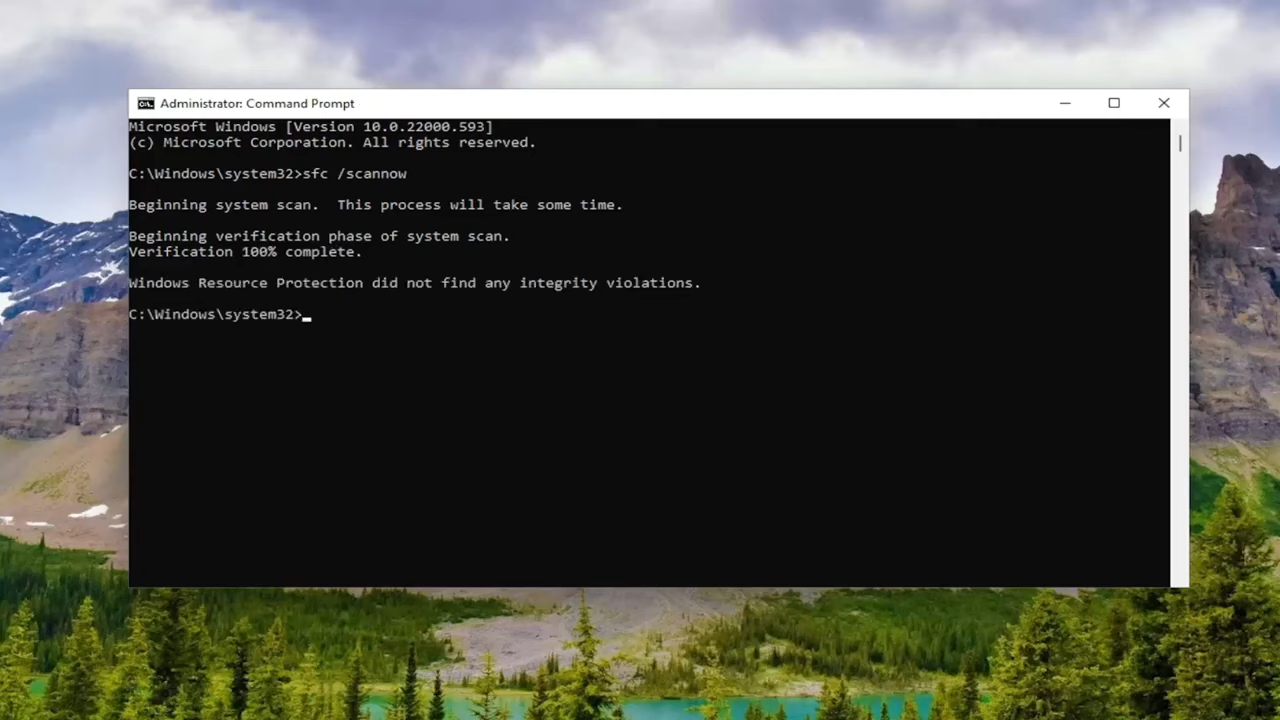 Administrator: Command Prompt
Microsoft Windows [Version 10.0.22000.593]
(c) Microsoft Corporation. All rights reserved.
C:\Windows\system32>sfc /scannow
Beginning system scan.  This process will take some time.
Beginning verification phase of system scan.
Verification 100% complete.
Windows Resource Protection did not find any integrity violations.
C:\Windows\system32>